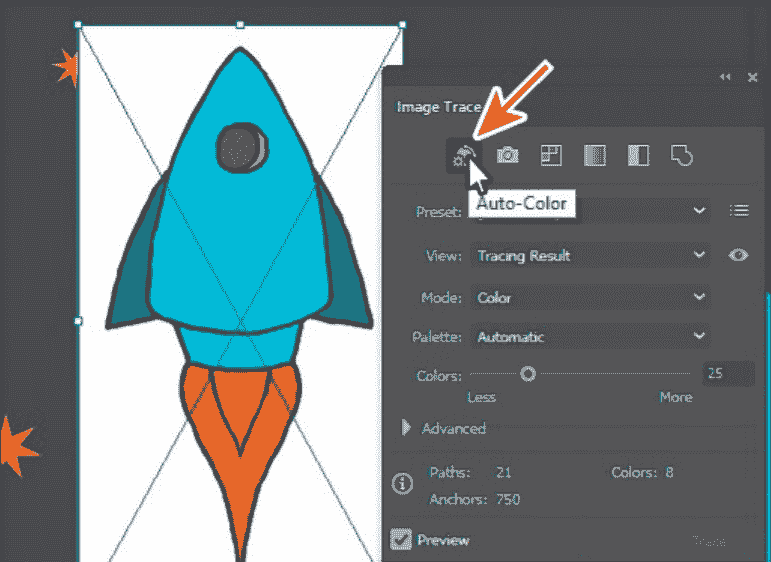 Image Trace
Auto-Color
Preset:
View: Tracing Result
Mode: Color
Palette: Automatic
Colors: 25
Less More
Advanced
Paths: 21 Colors: 8
Anchors: 750
Preview Trace